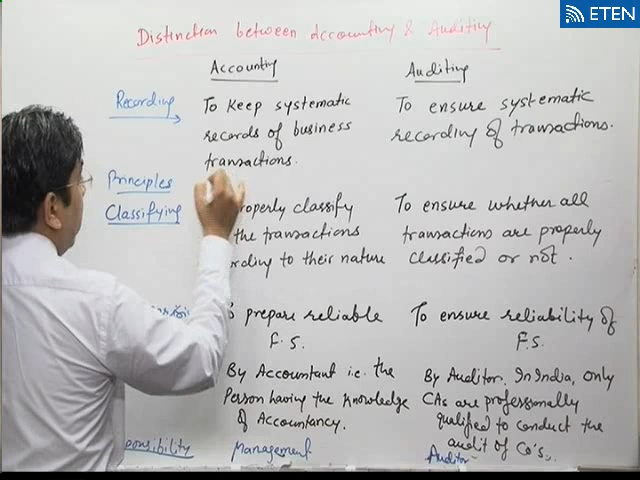 ETEN
Distinction between Accounting & Auditing
Accounting
Auditing
Recording
To Keep systematic
records of business
transactions.
To ensure systematic
recording of transactions.
Principles
Classifying
classify
the transactions
to their nature
To ensure whether all
transactions are properly
classified or not.
prepare reliable
F.S.
To ensure reliability of
F.S.
By Accountant i.e. the
Person having the knowledge
of Accountancy.
By Auditor. In India, only
CAs are professionally
qualified to conduct the
audit of Co's.
Management.
Auditor